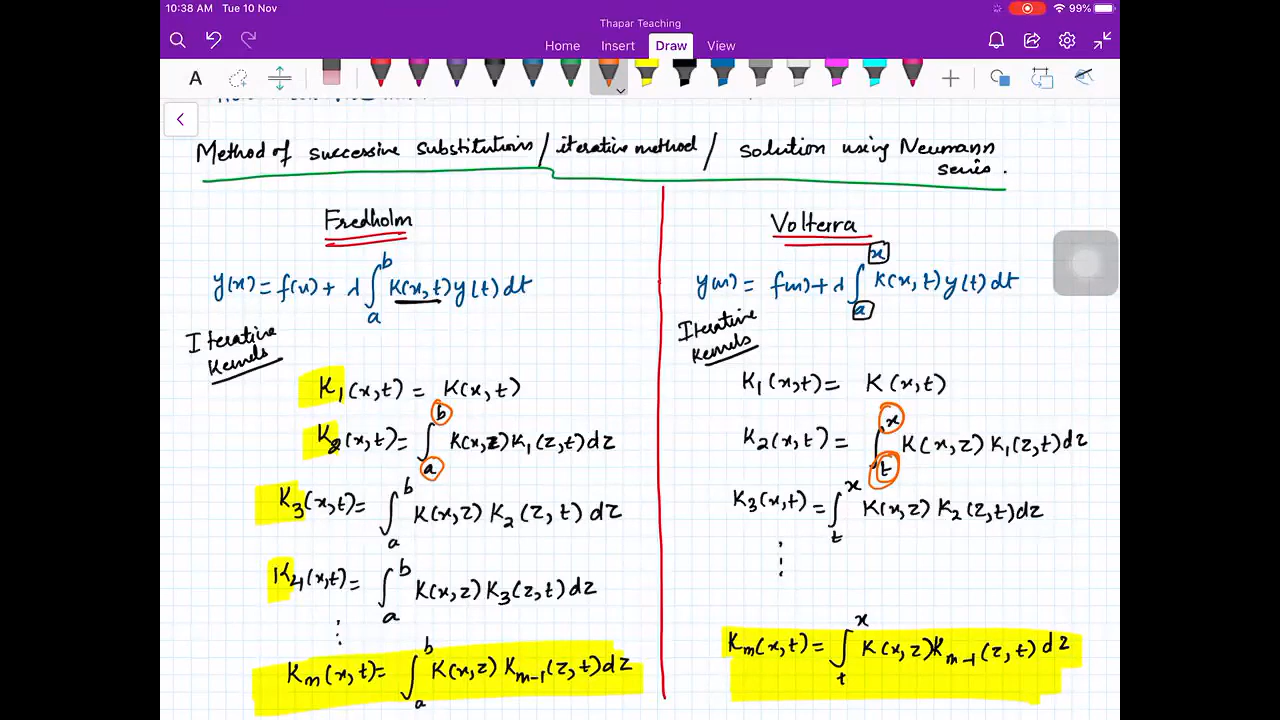 10:38 AM Tue 10 Nov
99%
Thapar Teaching
Home Insert Draw View
A
Method of successive substitutions / iterative method / solution using Neumann
series.
Fredholm
y(x) = f(x) + λ ∫_a^b K(x,t) y(t) dt
Iterative
Kernels
K₁(x,t) = K(x,t)
K₂(x,t) = ∫_a^b K(x,z) K₁(z,t) dz
K₃(x,t) = ∫_a^b K(x,z) K₂(z,t) dz
K₄(x,t) = ∫_a^b K(x,z) K₃(z,t) dz
⋮
Kₘ(x,t) = ∫_a^b K(x,z) Kₘ₋₁(z,t) dz
Volterra
y(x) = f(x) + λ ∫_a^x K(x,t) y(t) dt
Iterative
Kernels
K₁(x,t) = K(x,t)
K₂(x,t) = ∫_t^x K(x,z) K₁(z,t) dz
K₃(x,t) = ∫_t^x K(x,z) K₂(z,t) dz
⋮
Kₘ(x,t) = ∫_t^x K(x,z) Kₘ₋₁(z,t) dz